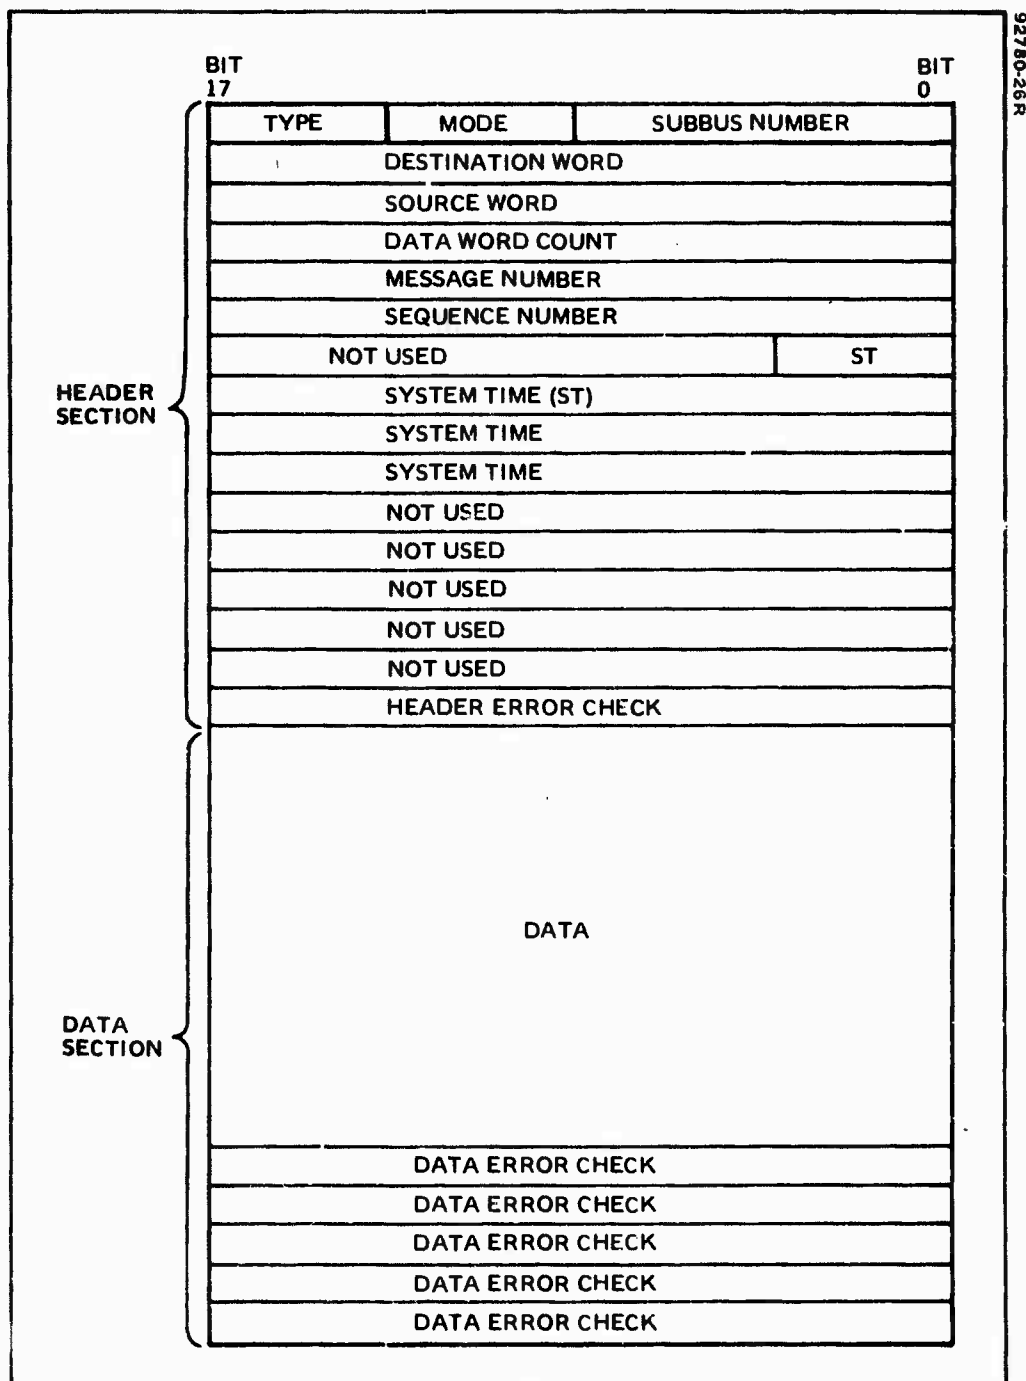 92780-26R
BIT BIT
17 0
TYPE MODE SUBBUS NUMBER
DESTINATION WORD
SOURCE WORD
DATA WORD COUNT
MESSAGE NUMBER
SEQUENCE NUMBER
NOT USED ST
HEADER
SECTION
SYSTEM TIME (ST)
SYSTEM TIME
SYSTEM TIME
NOT USED
NOT USED
NOT USED
NOT USED
NOT USED
HEADER ERROR CHECK
DATA
DATA
SECTION
DATA ERROR CHECK
DATA ERROR CHECK
DATA ERROR CHECK
DATA ERROR CHECK
DATA ERROR CHECK